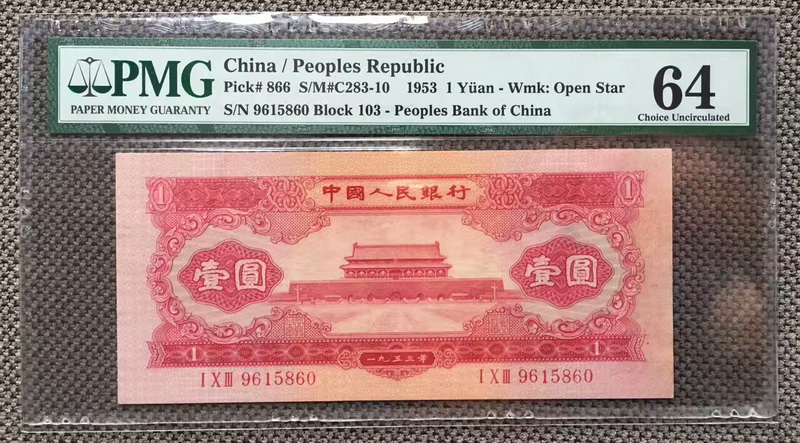 PMG
PAPER MONEY GUARANTY
China / Peoples Republic
Pick# 866 S/M#C283-10 1953 1 Yüan - Wmk: Open Star
S/N 9615860 Block 103 - Peoples Bank of China
64
Choice Uncirculated
1
中國人民銀行
1
壹圓
壹圓
1
一九五三年
1
I X III 9615860
I X III 9615860